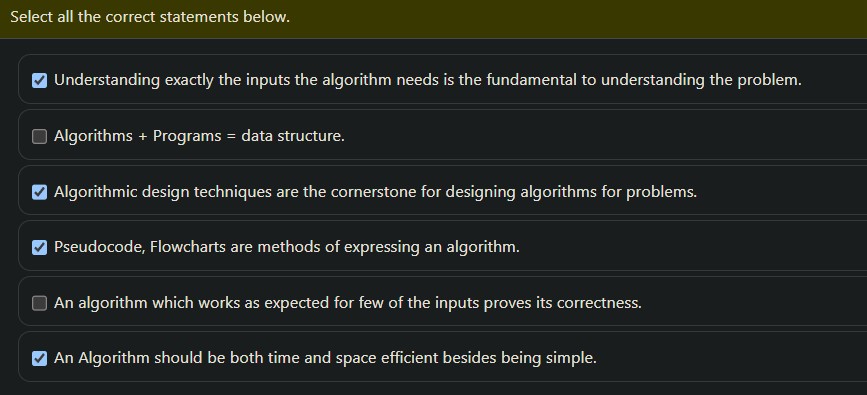 Select all the correct statements below.
Understanding exactly the inputs the algorithm needs is the fundamental to understanding the problem.
Algorithms + Programs = data structure.
Algorithmic design techniques are the cornerstone for designing algorithms for problems.
Pseudocode, Flowcharts are methods of expressing an algorithm.
An algorithm which works as expected for few of the inputs proves its correctness.
An Algorithm should be both time and space efficient besides being simple.